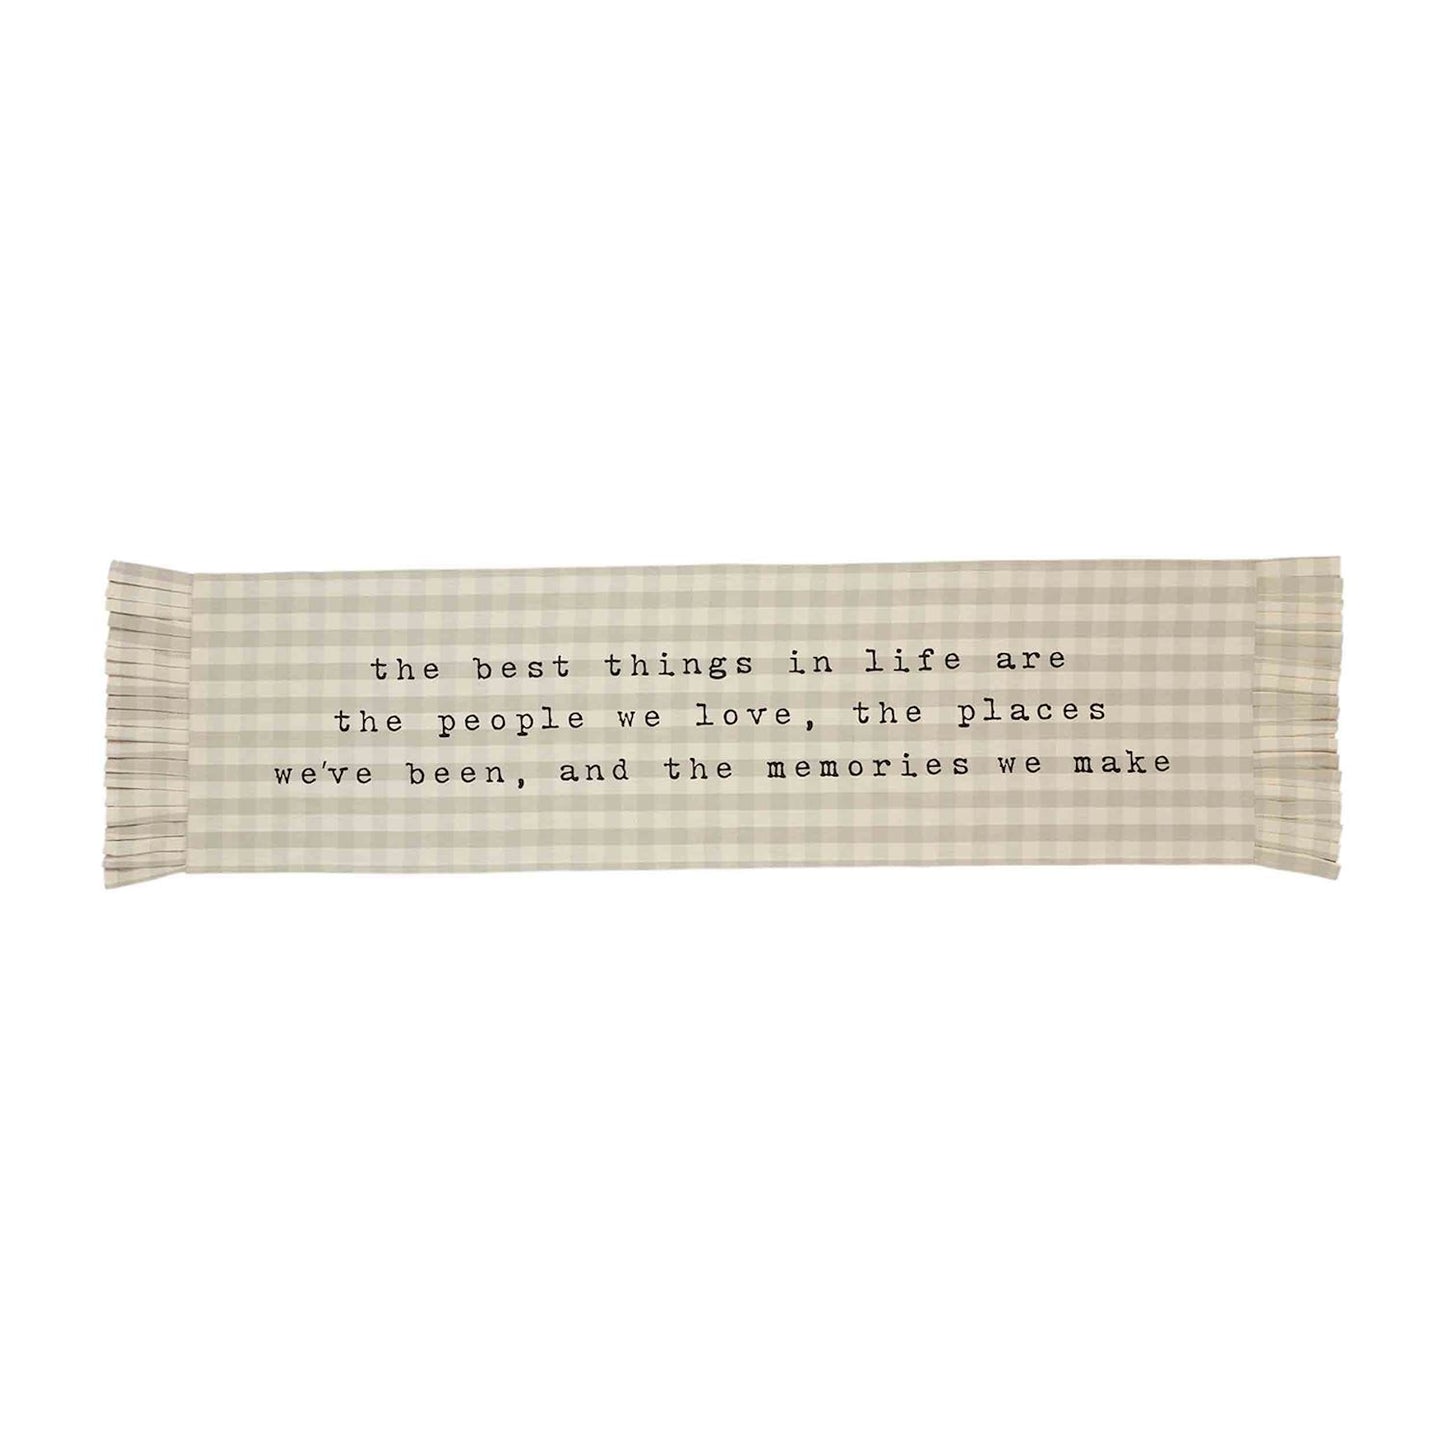 the best things in life are
the people we love, the places
we've been, and the memories we make